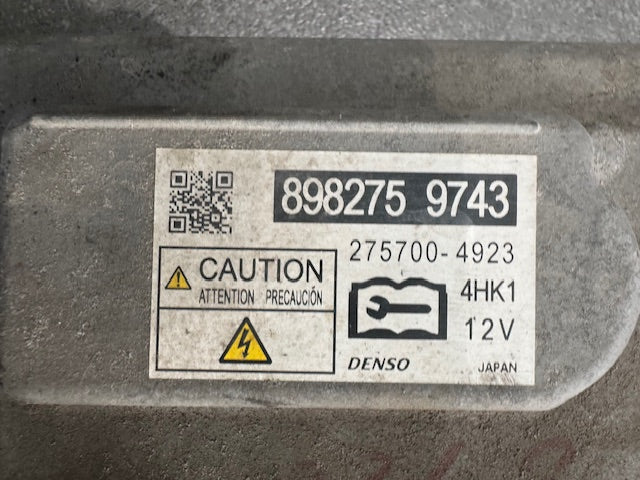 898275 9743
275700-4923
CAUTION
ATTENTION PRECAUCIÓN
4HK1
12V
DENSO
JAPAN